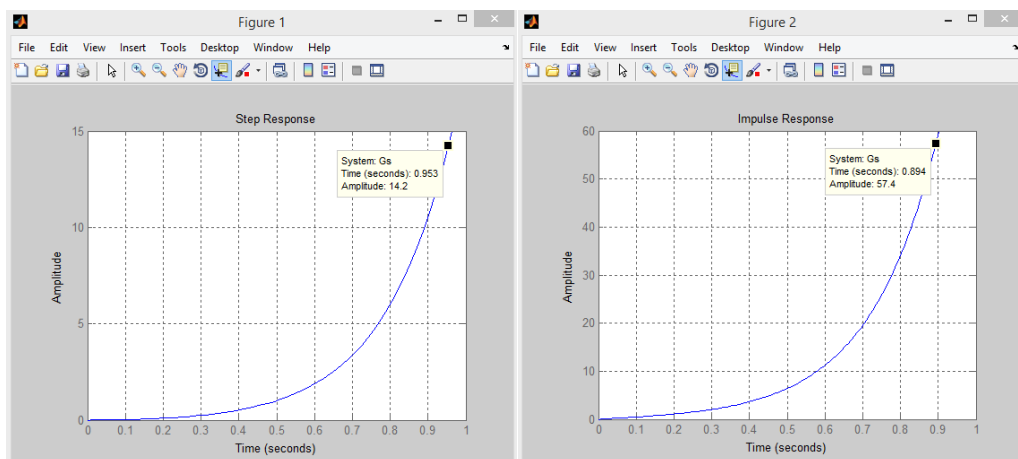 Figure 1
File Edit View Insert Tools Desktop Window Help
Step Response
15
10
5
0
Amplitude
System: Gs
Time (seconds): 0.953
Amplitude: 14.2
0 0.1 0.2 0.3 0.4 0.5 0.6 0.7 0.8 0.9 1
Time (seconds)
Figure 2
File Edit View Insert Tools Desktop Window Help
Impulse Response
60
50
40
30
20
10
0
Amplitude
System: Gs
Time (seconds): 0.894
Amplitude: 57.4
0 0.1 0.2 0.3 0.4 0.5 0.6 0.7 0.8 0.9 1
Time (seconds)